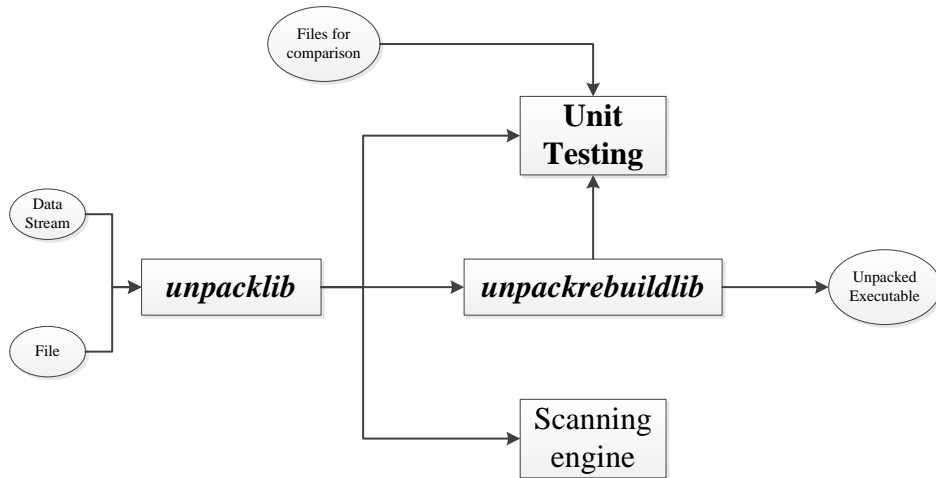 Files for
comparison
Unit
Testing
Data
Stream
unpacklib
unpackrebuildlib
Unpacked
Executable
File
Scanning
engine